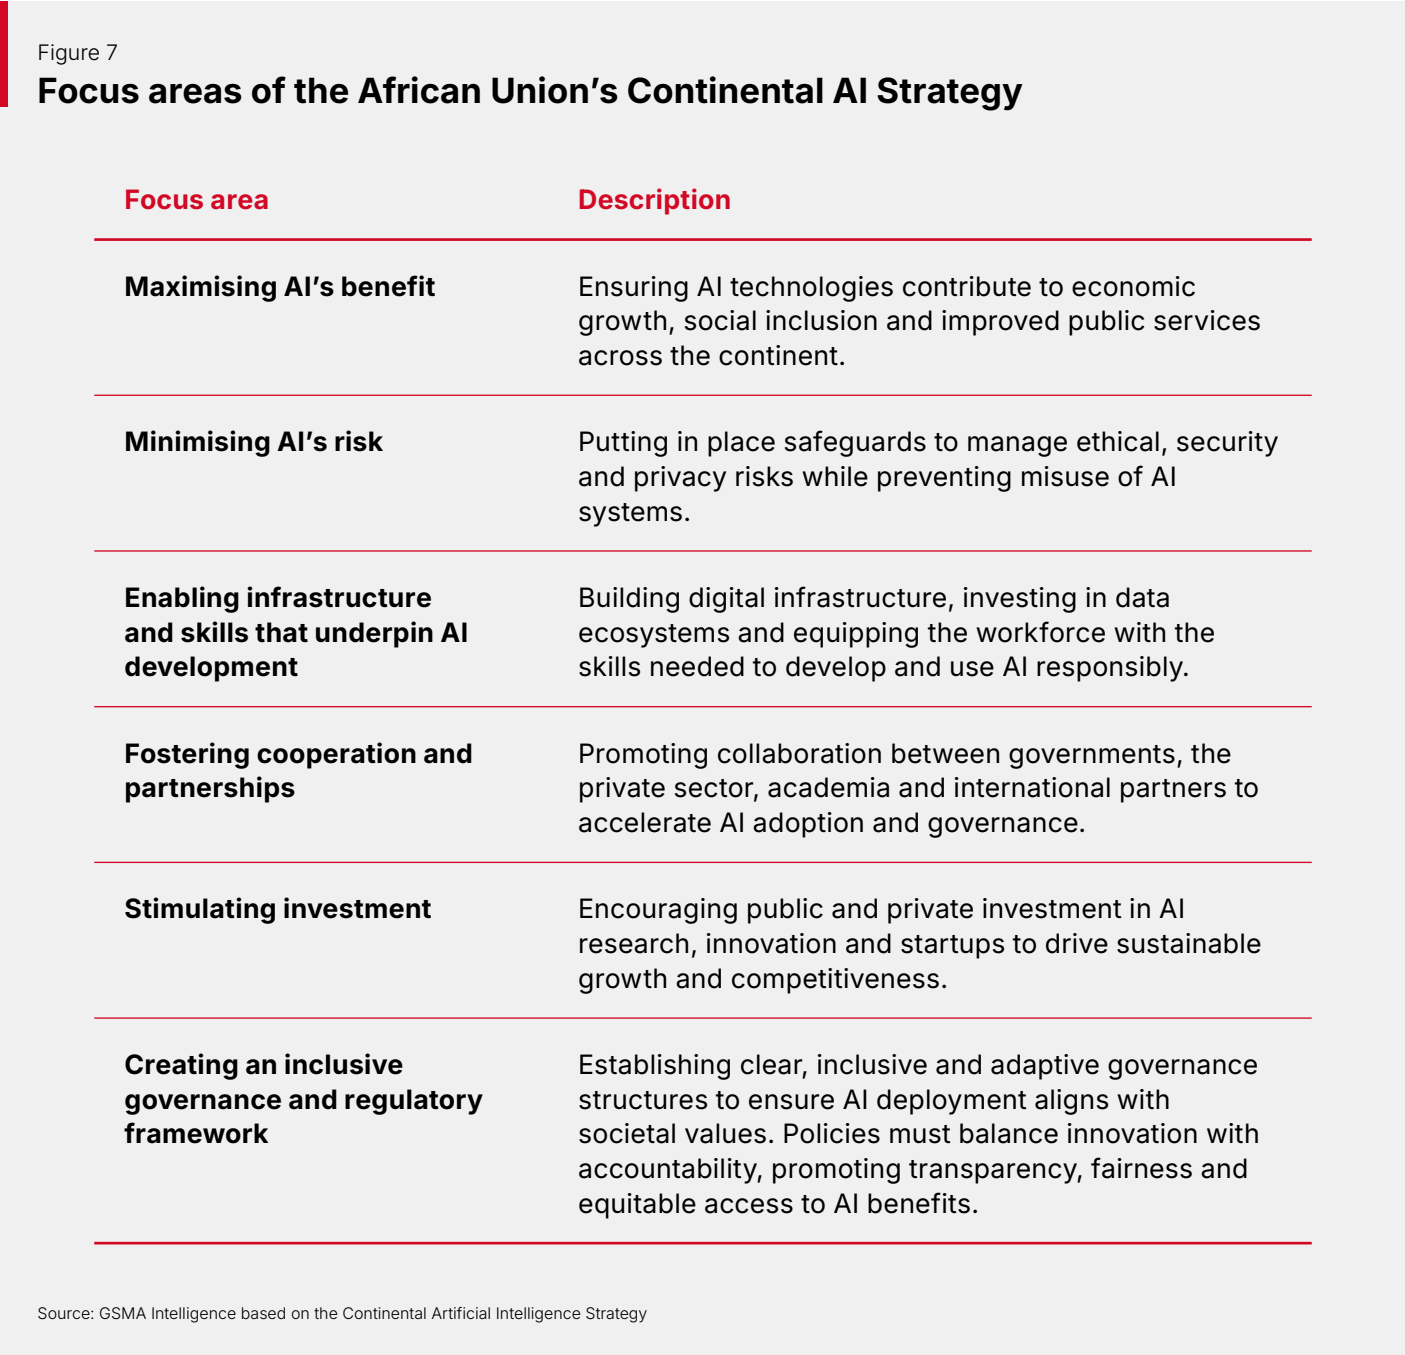 Figure 7
Focus areas of the African Union’s Continental AI Strategy
Focus area
Description
Maximising AI’s benefit
Ensuring AI technologies contribute to economic
growth, social inclusion and improved public services
across the continent.
Minimising AI’s risk
Putting in place safeguards to manage ethical, security
and privacy risks while preventing misuse of AI
systems.
Enabling infrastructure
and skills that underpin AI
development
Building digital infrastructure, investing in data
ecosystems and equipping the workforce with the
skills needed to develop and use AI responsibly.
Fostering cooperation and
partnerships
Promoting collaboration between governments, the
private sector, academia and international partners to
accelerate AI adoption and governance.
Stimulating investment
Encouraging public and private investment in AI
research, innovation and startups to drive sustainable
growth and competitiveness.
Creating an inclusive
governance and regulatory
framework
Establishing clear, inclusive and adaptive governance
structures to ensure AI deployment aligns with
societal values. Policies must balance innovation with
accountability, promoting transparency, fairness and
equitable access to AI benefits.
Source: GSMA Intelligence based on the Continental Artificial Intelligence Strategy